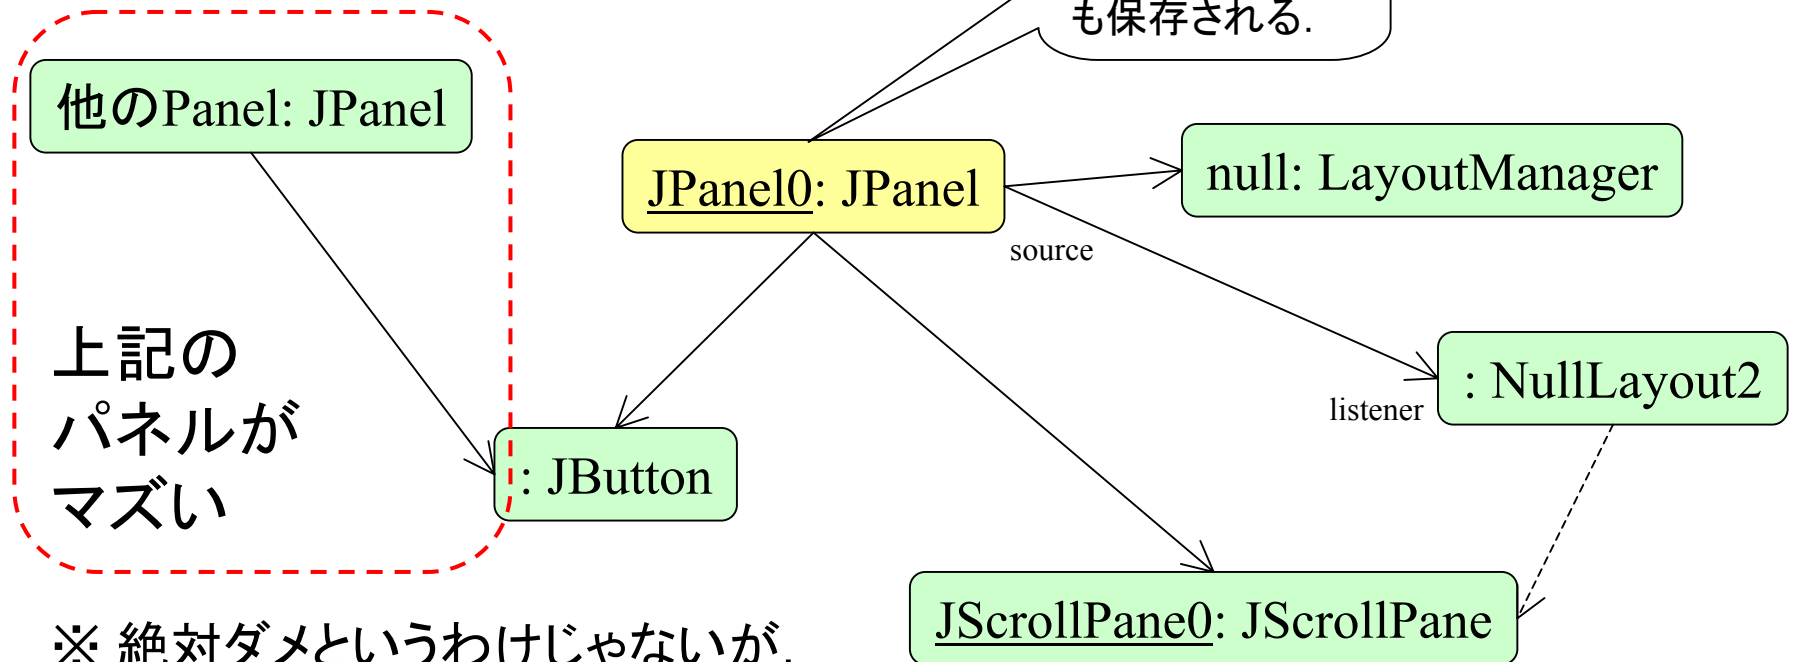 も保存される.
他のPanel: JPanel
JPanel0: JPanel
null: LayoutManager
source
上記の
パネルが
マズい
: NullLayout2
listener
: JButton
JScrollPane0: JScrollPane
※ 絶対ダメというわけじゃないが,